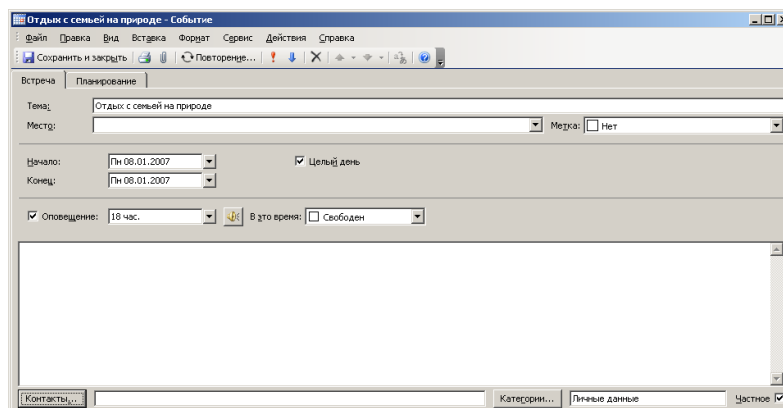 Отдых с семьей на природе - Событие
Файл Правка Вид Вставка Формат Сервис Действия Справка
Сохранить и закрыть Повторение...
Встреча Планирование
Тема: Отдых с семьей на природе
Место: Метка: Нет
Начало: Пн 08.01.2007 Целый день
Конец: Пн 08.01.2007
Оповещение: 18 час. В это время: Свободен
Контакты... Категории... Личные данные Частное